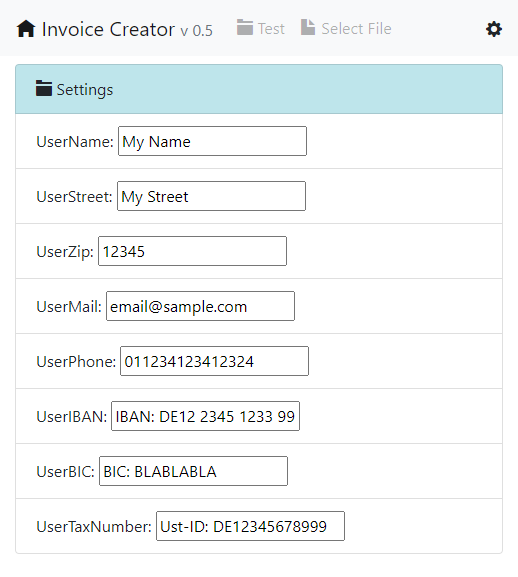 Invoice Creator v 0.5 Test Select File
Settings
UserName: My Name
UserStreet: My Street
UserZip: 12345
UserMail: email@sample.com
UserPhone: 011234123412324
UserIBAN: IBAN: DE12 2345 1233 99
UserBIC: BIC: BLABLABLA
UserTaxNumber: Ust-ID: DE12345678999